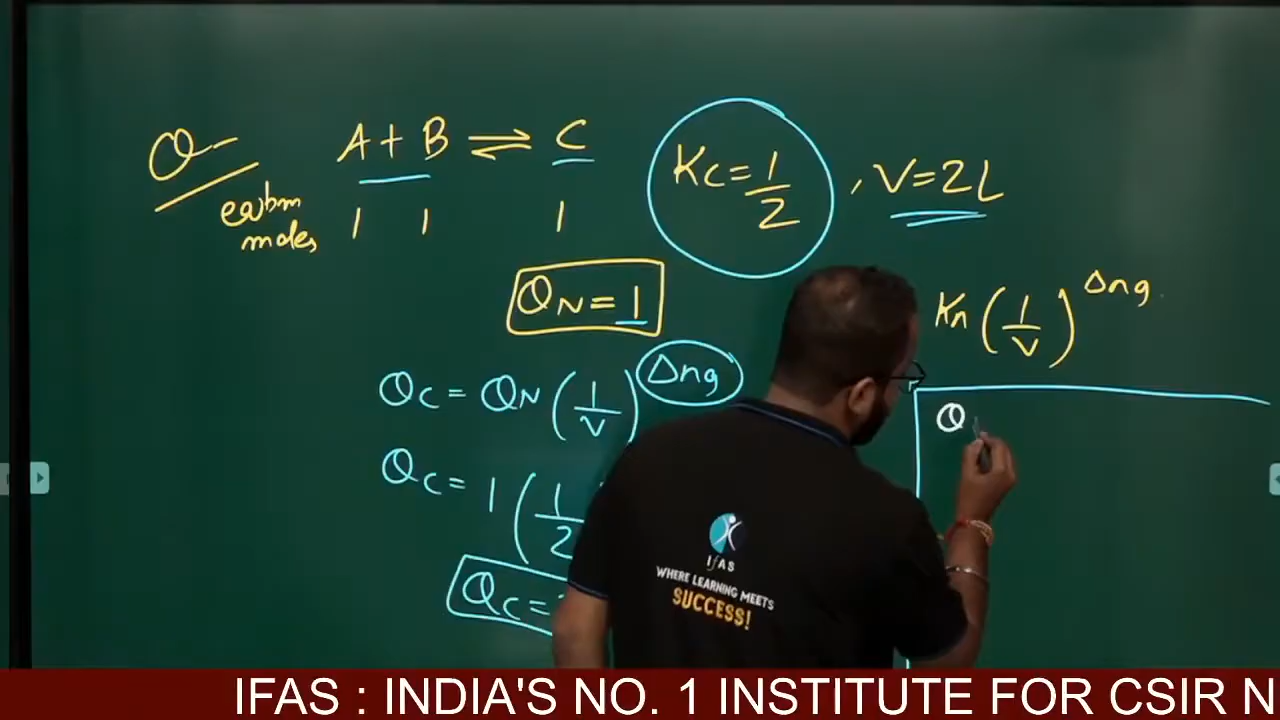 Q
A + B ⇌ C
Kc = 1/2 , V = 2L
eqbm
moles 1 1 1
QN = 1
Kn (1/V)^Δng
Qc = QN (1/V)^Δng
Q
Qc = 1 (1/2
Qc =
IFAS
WHERE LEARNING MEETS
SUCCESS!
IFAS : INDIA'S NO. 1 INSTITUTE FOR CSIR N